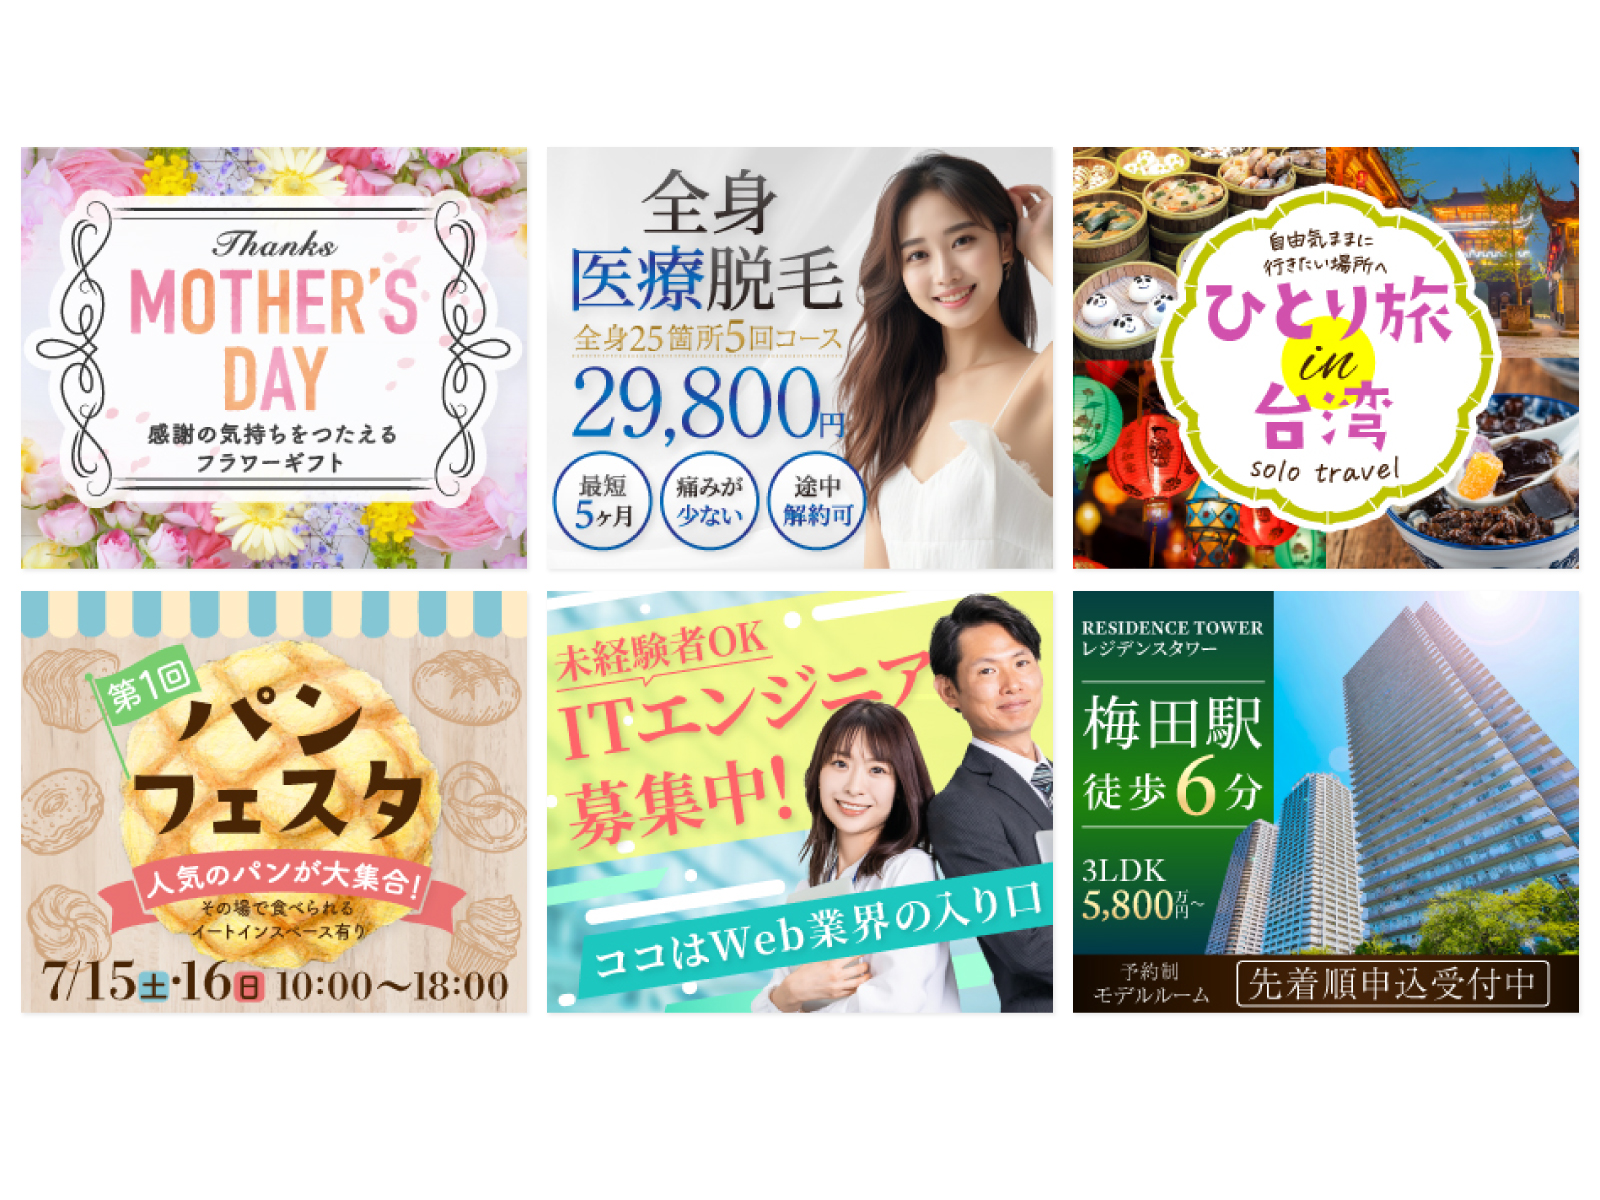 Thanks
MOTHER'S
DAY
感謝の気持ちをつたえる
フラワーギフト
全身
医療脱毛
全身25箇所5回コース
29,800円
最短
5ヶ月
痛みが
少ない
途中
解約可
自由気ままに
行きたい場所へ
ひとり旅
in
台湾
solo travel
第1回
パン
フェスタ
人気のパンが大集合!
その場で食べられる
イートインスペース有り
7/15土・16日 10:00〜18:00
未経験者OK
ITエンジニア
募集中!
ココはWeb業界の入り口
RESIDENCE TOWER
レジデンスタワー
梅田駅
徒歩6分
3LDK
5,800万円〜
予約制
モデルルーム
先着順申込受付中